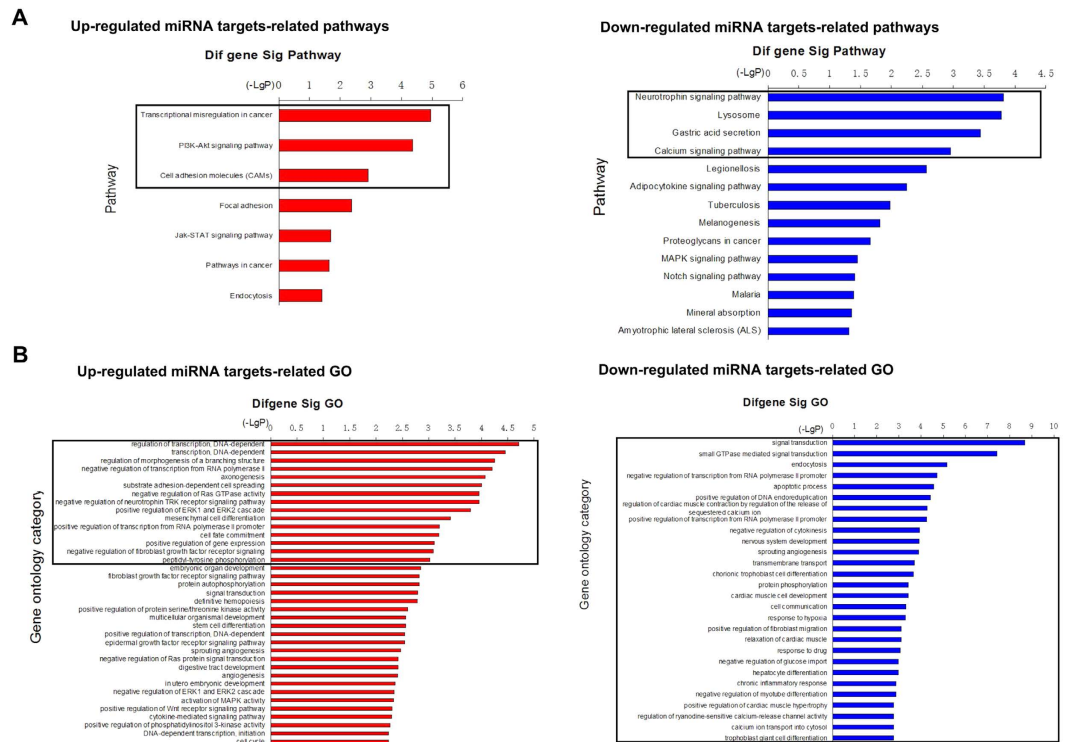 A
Up-regulated miRNA targets-related pathways
Dif gene Sig Pathway
(-LgP)
0 1 2 3 4 5 6
Transcriptional misregulation in cancer
PI3K-Akt signaling pathway
Cell adhesion molecules (CAMs)
Focal adhesion
Jak-STAT signaling pathway
Pathways in cancer
Endocytosis
Pathway
Down-regulated miRNA targets-related pathways
Dif gene Sig Pathway
(-LgP)
0 0.5 1 1.5 2 2.5 3 3.5 4 4.5
Neurotrophin signaling pathway
Lysosome
Gastric acid secretion
Calcium signaling pathway
Legionellosis
Adipocytokine signaling pathway
Tuberculosis
Melanogenesis
Proteoglycans in cancer
MAPK signaling pathway
Notch signaling pathway
Malaria
Mineral absorption
Amyotrophic lateral sclerosis (ALS)
Pathway
B
Up-regulated miRNA targets-related GO
Difgene Sig GO
(-LgP)
0 0.5 1 1.5 2 2.5 3 3.5 4 4.5 5
regulation of transcription, DNA-dependent
transcription, DNA-dependent
regulation of morphogenesis of a branching structure
negative regulation of transcription from RNA polymerase II
axonogenesis
substrate adhesion-dependent cell spreading
negative regulation of Ras GTPase activity
negative regulation of neurotrophin TRK receptor signaling pathway
positive regulation of ERK1 and ERK2 cascade
mesenchymal cell differentiation
positive regulation of transcription from RNA polymerase II promoter
cell fate commitment
positive regulation of gene expression
negative regulation of fibroblast growth factor receptor signaling
peptidyl-tyrosine phosphorylation
embryonic organ development
fibroblast growth factor receptor signaling pathway
protein autophosphorylation
signal transduction
definitive hemopoiesis
positive regulation of protein serine/threonine kinase activity
multicellular organismal development
stem cell differentiation
positive regulation of transcription, DNA-dependent
epidermal growth factor receptor signaling pathway
sprouting angiogenesis
negative regulation of Ras protein signal transduction
digestive tract development
angiogenesis
in utero embryonic development
negative regulation of ERK1 and ERK2 cascade
activation of MAPK activity
positive regulation of Wnt receptor signaling pathway
cytokine-mediated signaling pathway
positive regulation of phosphatidylinositol 3-kinase activity
DNA-dependent transcription, initiation
cell cycle
Gene ontology category
Down-regulated miRNA targets-related GO
Difgene Sig GO
(-LgP)
0 1 2 3 4 5 6 7 8 9 10
signal transduction
small GTPase mediated signal transduction
endocytosis
negative regulation of transcription from RNA polymerase II promoter
apoptotic process
positive regulation of DNA endoreduplication
regulation of cardiac muscle contraction by regulation of the release of
sequestered calcium ion
positive regulation of transcription from RNA polymerase II promoter
negative regulation of cytokinesis
nervous system development
sprouting angiogenesis
transmembrane transport
chorionic trophoblast cell differentiation
protein phosphorylation
cardiac muscle cell development
cell communication
response to hypoxia
positive regulation of fibroblast migration
relaxation of cardiac muscle
response to drug
negative regulation of glucose import
hepatocyte differentiation
chronic inflammatory response
negative regulation of myotube differentiation
positive regulation of cardiac muscle hypertrophy
regulation of ryanodine-sensitive calcium-release channel activity
calcium ion transport into cytosol
trophoblast giant cell differentiation
Gene ontology category